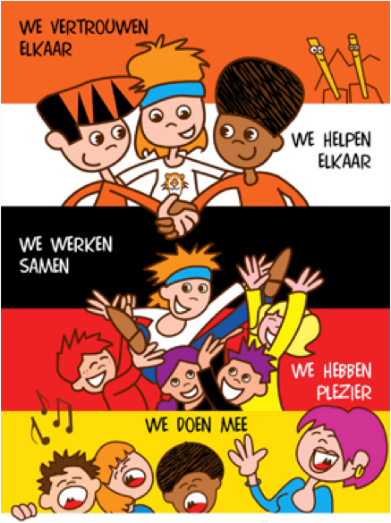 WE VERTROUWEN
ELKAAR
WE HELPEN
ELKAAR
WE WERKEN
SAMEN
WE HEBBEN
PLEZIER
WE DOEN MEE